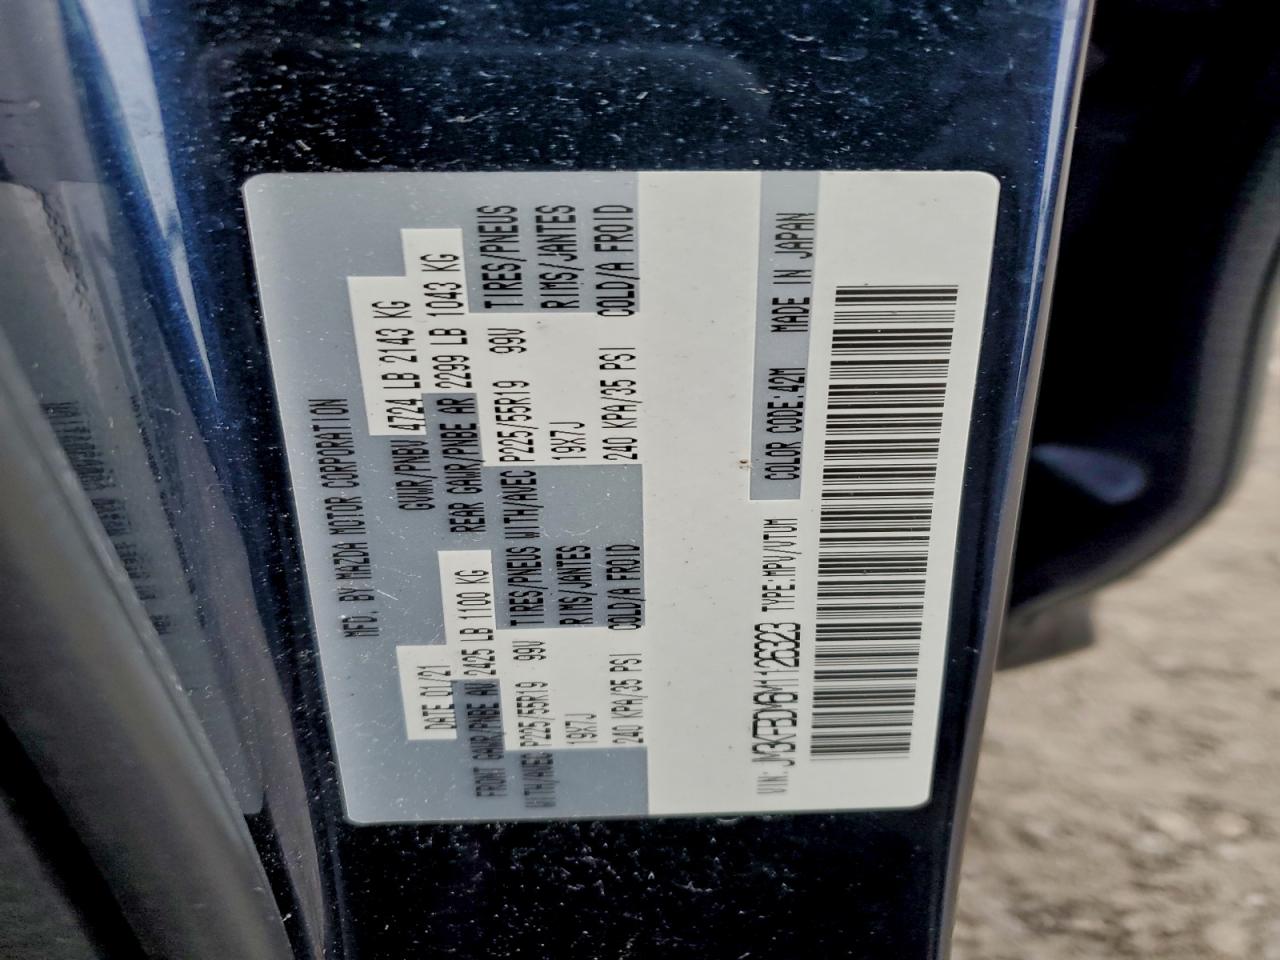 MFD. BY MAZDA MOTOR CORPORATION
DATE 01/21 GVWR/PNBV 4724 LB 2143 KG
FRONT GAWR/PNBE AV 2425 LB 1100 KG REAR GAWR/PNBE AR 2299 LB 1043 KG
WITH/AVEC P225/55R19 99V TIRES/PNEUS WITH/AVEC P225/55R19 99V TIRES/PNEUS
19X7J RIMS/JANTES 19X7J RIMS/JANTES
240 KPA/35 PSI COLD/A FROID 240 KPA/35 PSI COLD/A FROID
VIN: JM3KFBDM6M1126323 TYPE:MPV/VTUM COLOR CODE:42M MADE IN JAPAN